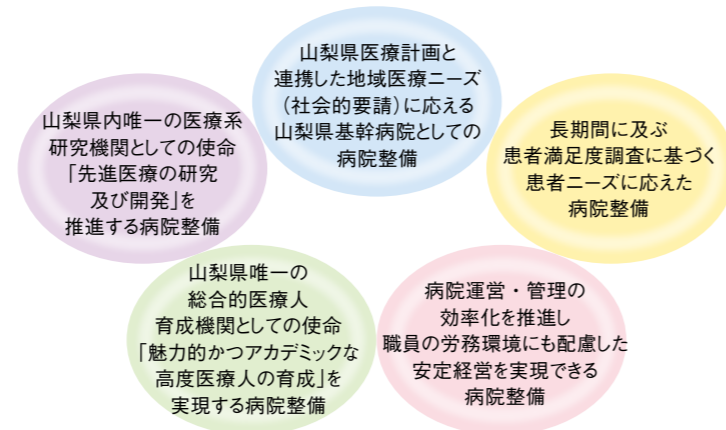 山梨県医療計画と
連携した地域医療ニーズ
（社会的要請）に応える
山梨県基幹病院としての
病院整備
山梨県内唯一の医療系
研究機関としての使命
「先進医療の研究
及び開発」を
推進する病院整備
長期間に及ぶ
患者満足度調査に基づく
患者ニーズに応えた
病院整備
山梨県唯一の
総合的医療人
育成機関としての使命
「魅力的かつアカデミックな
高度医療人の育成」を
実現する病院整備
病院運営・管理の
効率化を推進し
職員の労務環境にも配慮した
安定経営を実現できる
病院整備